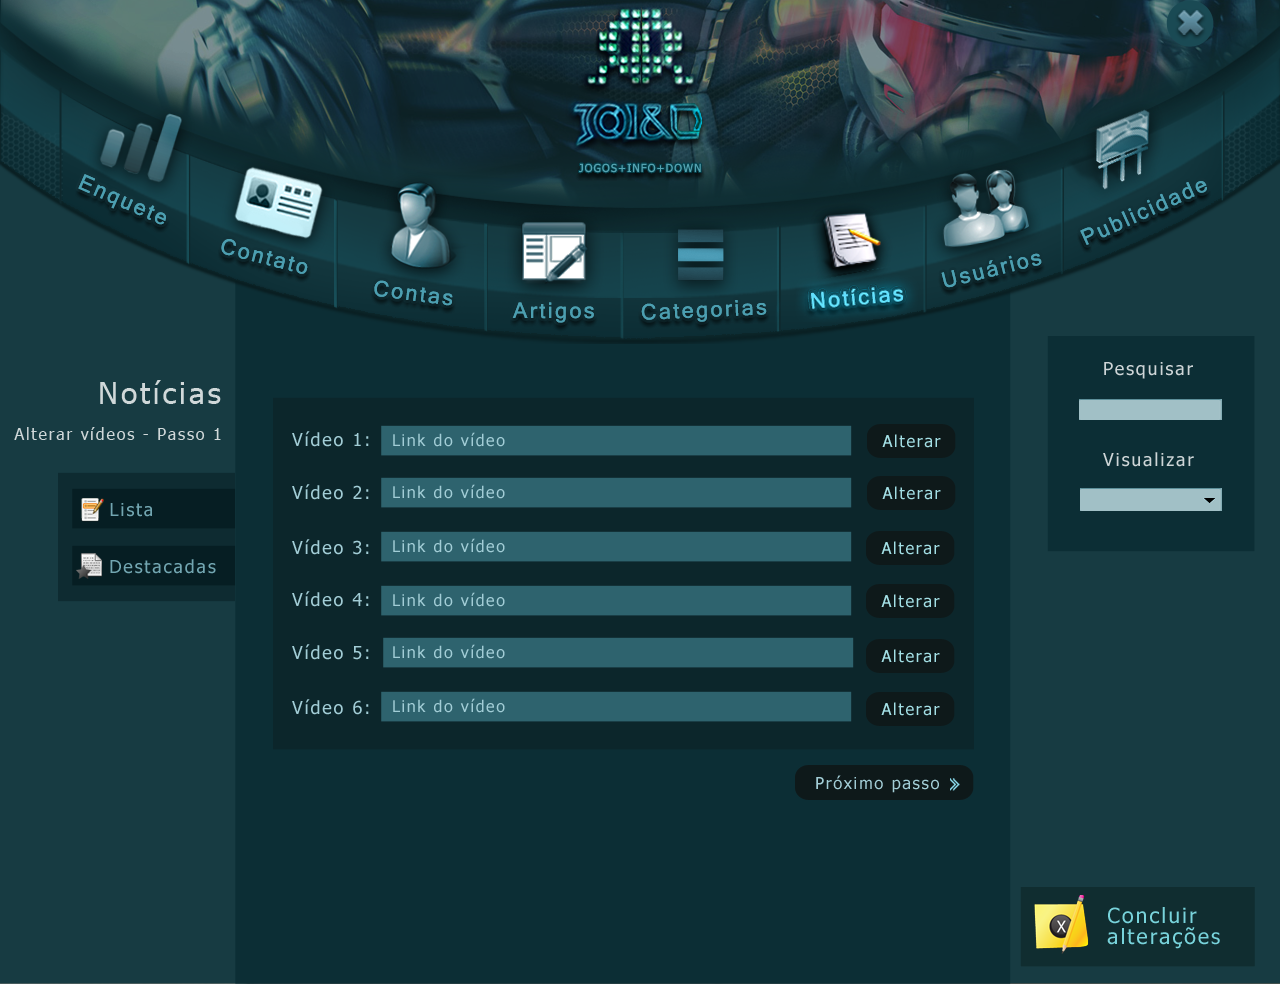 JOI&D
JOGOS+INFO+DOWN
Enquete
Contato
Contas
Artigos
Categorias
Notícias
Usuários
Publicidade
Notícias
Alterar vídeos - Passo 1
Lista
Destacadas
Vídeo 1: Link do vídeo Alterar
Vídeo 2: Link do vídeo Alterar
Vídeo 3: Link do vídeo Alterar
Vídeo 4: Link do vídeo Alterar
Vídeo 5: Link do vídeo Alterar
Vídeo 6: Link do vídeo Alterar
Próximo passo
Pesquisar
Visualizar
X
Concluir
alterações